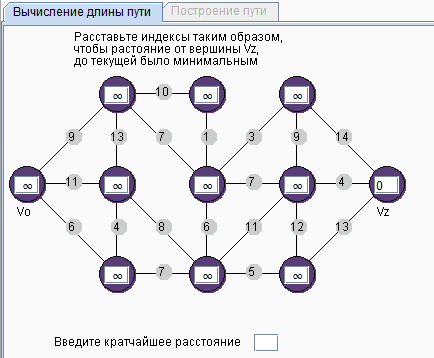 Вычисление длины пути Построение пути
Расставьте индексы таким образом,
чтобы растояние от вершины Vz,
до текущей было минимальным
∞ 10 ∞ ∞
9 13 7 1 3 9 14
∞ 11 ∞ ∞ 7 ∞ 4 0
Vo Vz
6 4 8 6 11 12 13
∞ 7 ∞ 5 ∞
Введите кратчайшее расстояние